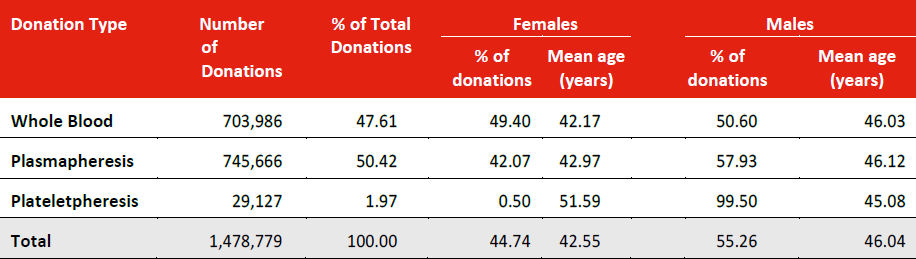 Donation Type Number % of Total Females Males
of Donations % of Mean age % of Mean age
Donations donations (years) donations (years)
Whole Blood 703,986 47.61 49.40 42.17 50.60 46.03
Plasmapheresis 745,666 50.42 42.07 42.97 57.93 46.12
Plateletpheresis 29,127 1.97 0.50 51.59 99.50 45.08
Total 1,478,779 100.00 44.74 42.55 55.26 46.04